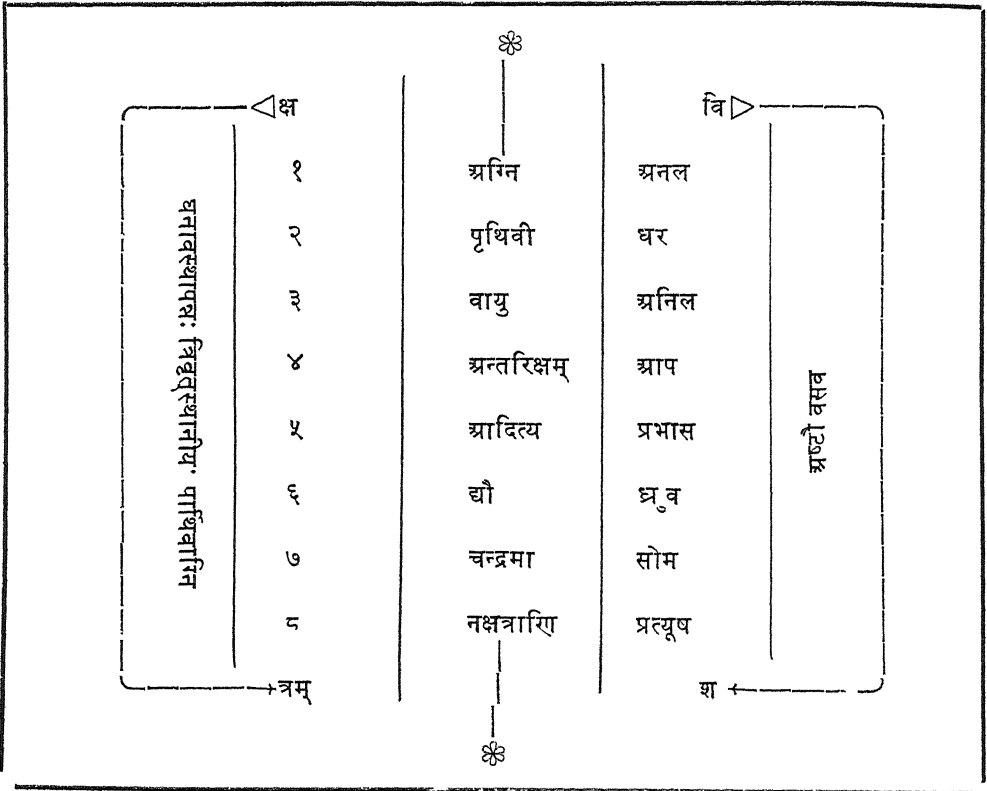 क्ष वि
१ अग्नि अनल
२ पृथिवी धर
३ वायु अनिल
४ अन्तरिक्षम् आप
५ आदित्य प्रभास
६ द्यौ ध्रुव
७ चन्द्रमा सोम
८ नक्षत्राणि प्रत्यूष
त्रम् श
घनावस्थापन्नः त्रिवृत्स्थानीय पार्थिवाग्नि
अष्टौ वसव